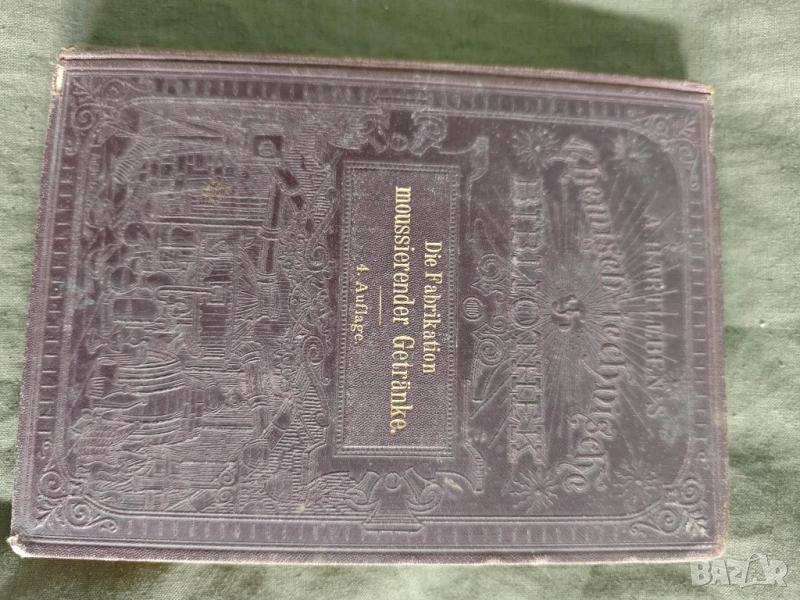 A. HARTLEBEN'S
Chemisch-technische
BIBLIOTHEK
Die Fabrikation
moussierender Getränke.
4. Auflage.
BAZAR